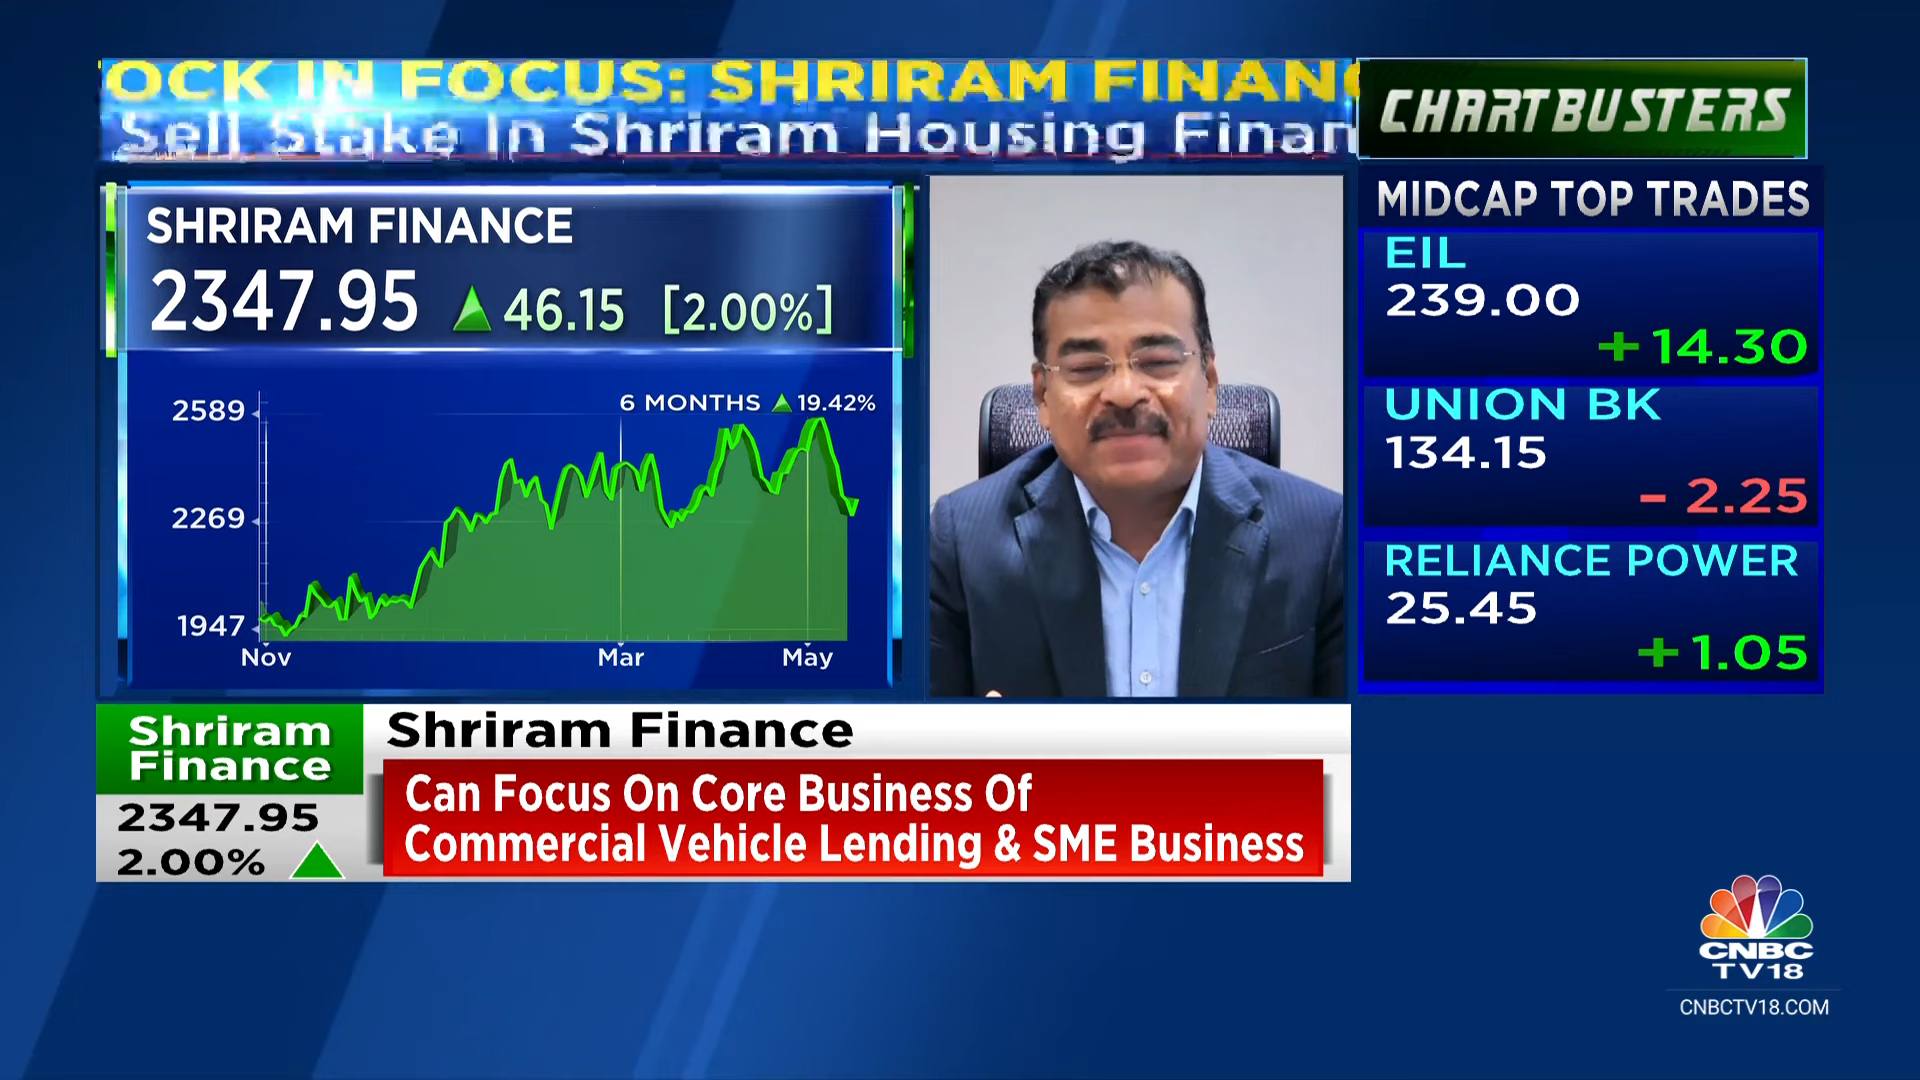 OCK IN FOCUS: SHRIRAM FINANC
Sell Stake In Shriram Housing Finan
CHARTBUSTERS
SHRIRAM FINANCE
2347.95 ▲ 46.15 [2.00%]
6 MONTHS ▲ 19.42%
2589
2269
1947
Nov Mar May
MIDCAP TOP TRADES
EIL
239.00
+ 14.30
UNION BK
134.15
- 2.25
RELIANCE POWER
25.45
+ 1.05
Shriram
Finance
2347.95
2.00% ▲
Shriram Finance
Can Focus On Core Business Of
Commercial Vehicle Lending & SME Business
CNBC
TV18
CNBCTV18.COM